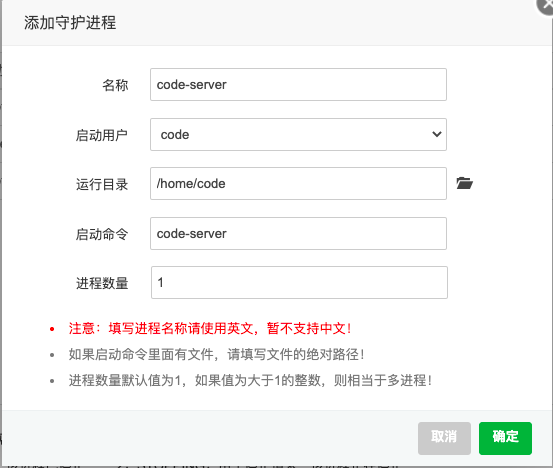 添加守护进程
名称 code-server
启动用户 code
运行目录 /home/code
启动命令 code-server
进程数量 1
注意：填写进程名称请使用英文，暂不支持中文！
如果启动命令里面有文件，请填写文件的绝对路径！
进程数量默认值为1，如果值为大于1的整数，则相当于多进程！
取消 确定